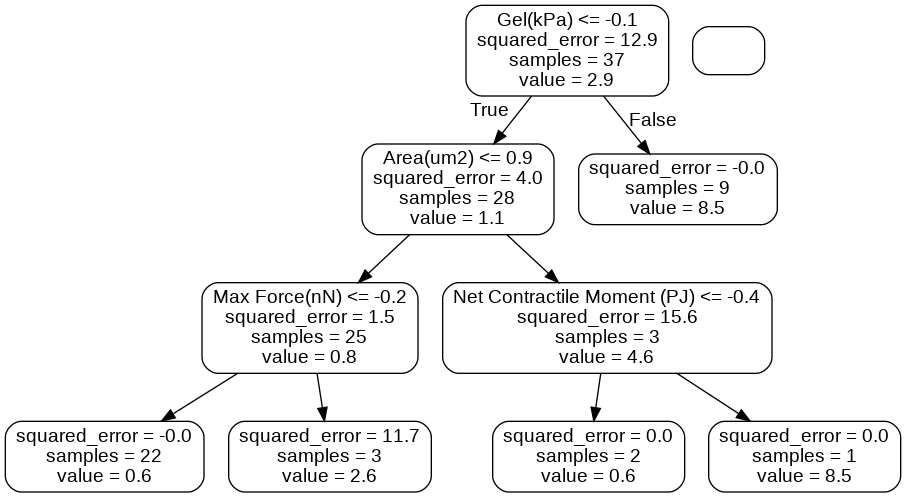 Gel(kPa) <= -0.1
squared_error = 12.9
samples = 37
value = 2.9
True
False
Area(um2) <= 0.9
squared_error = 4.0
samples = 28
value = 1.1
squared_error = -0.0
samples = 9
value = 8.5
Max Force(nN) <= -0.2
squared_error = 1.5
samples = 25
value = 0.8
Net Contractile Moment (PJ) <= -0.4
squared_error = 15.6
samples = 3
value = 4.6
squared_error = -0.0
samples = 22
value = 0.6
squared_error = 11.7
samples = 3
value = 2.6
squared_error = 0.0
samples = 2
value = 0.6
squared_error = 0.0
samples = 1
value = 8.5